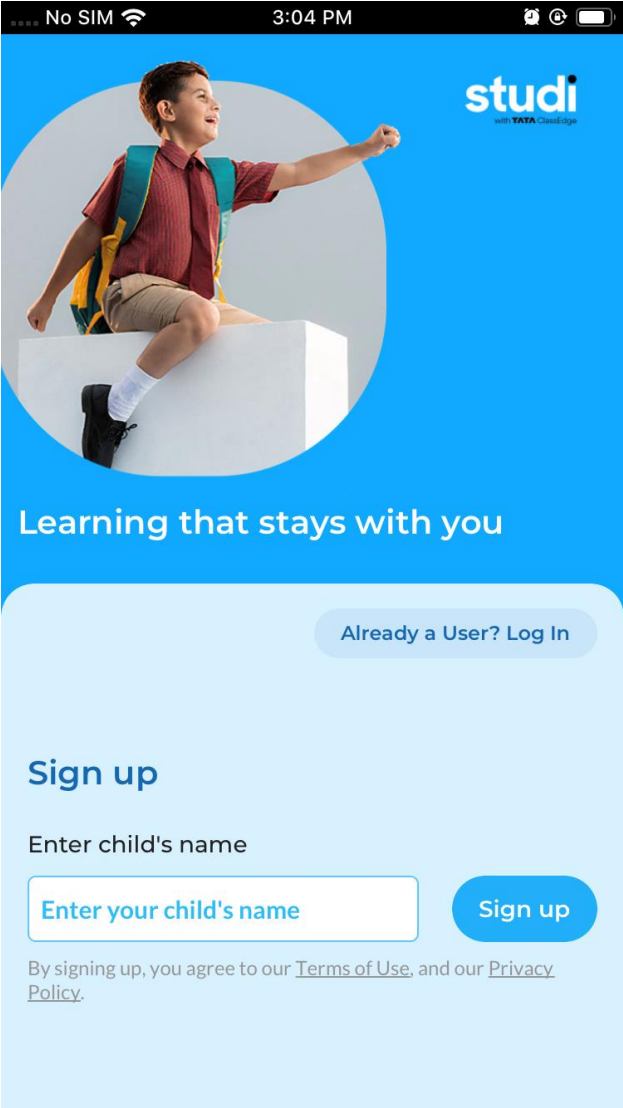 No SIM 3:04 PM
studi
with TATA ClassEdge
Learning that stays with you
Already a User? Log In
Sign up
Enter child's name
Enter your child's name
Sign up
By signing up, you agree to our Terms of Use, and our Privacy
Policy.